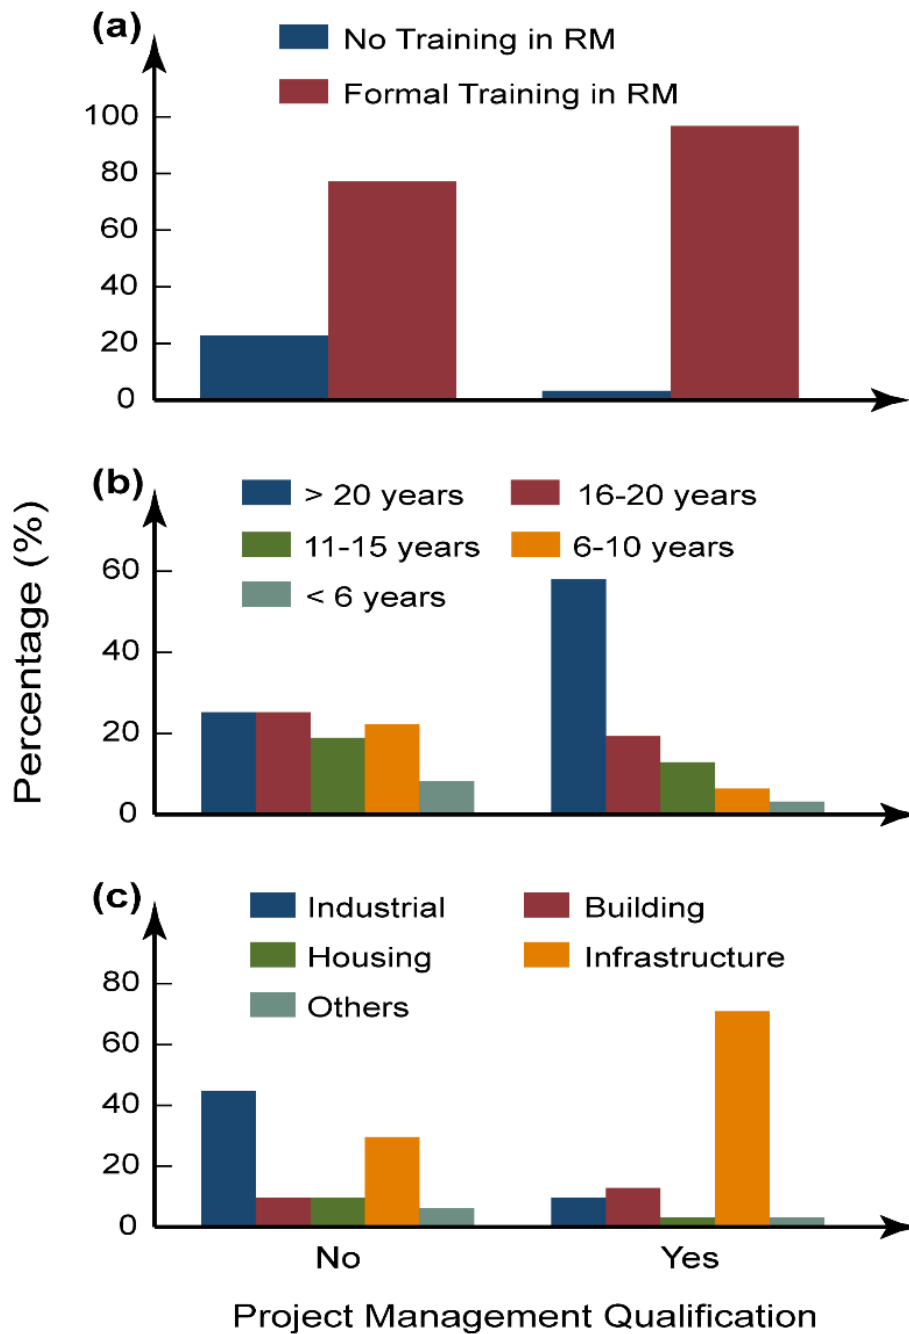 (a)
No Training in RM
Formal Training in RM
100
80
60
40
20
0
(b)
> 20 years 16-20 years
11-15 years 6-10 years
< 6 years
60
40
20
0
Percentage (%)
(c)
Industrial Building
Housing Infrastructure
Others
80
60
40
20
0
No Yes
Project Management Qualification